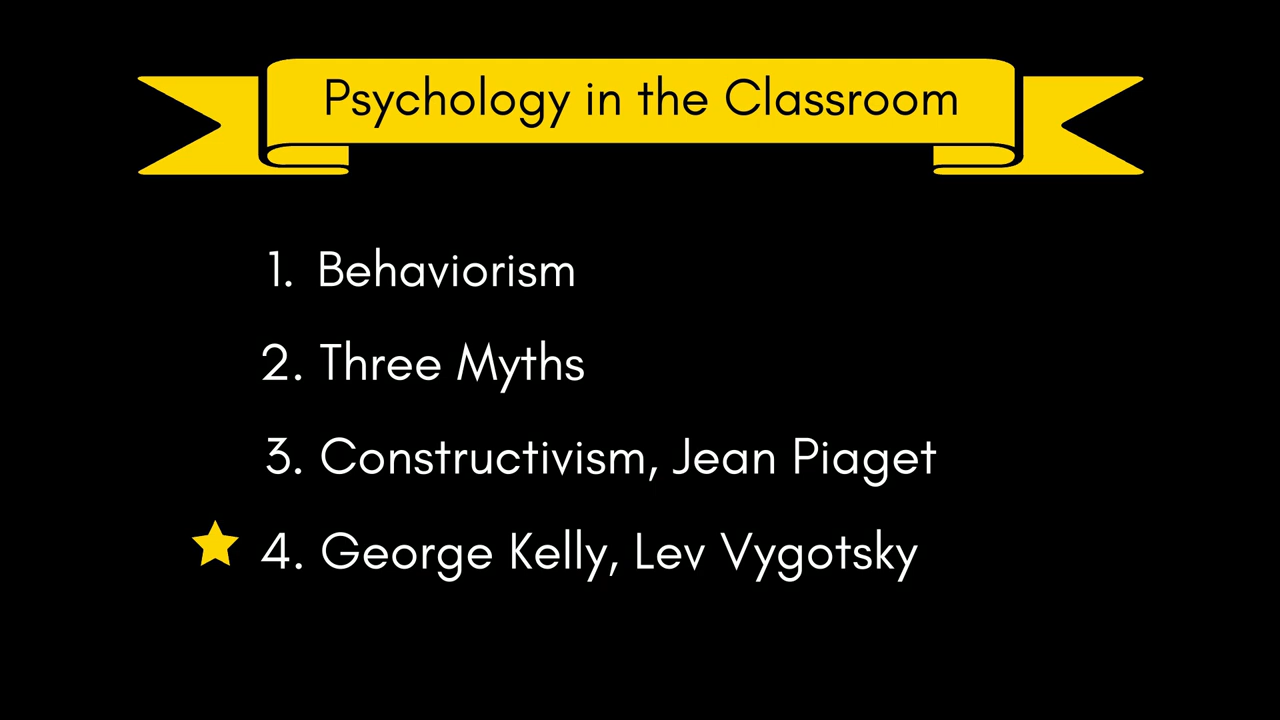 Psychology in the Classroom
1. Behaviorism
2. Three Myths
3. Constructivism, Jean Piaget
4. George Kelly, Lev Vygotsky